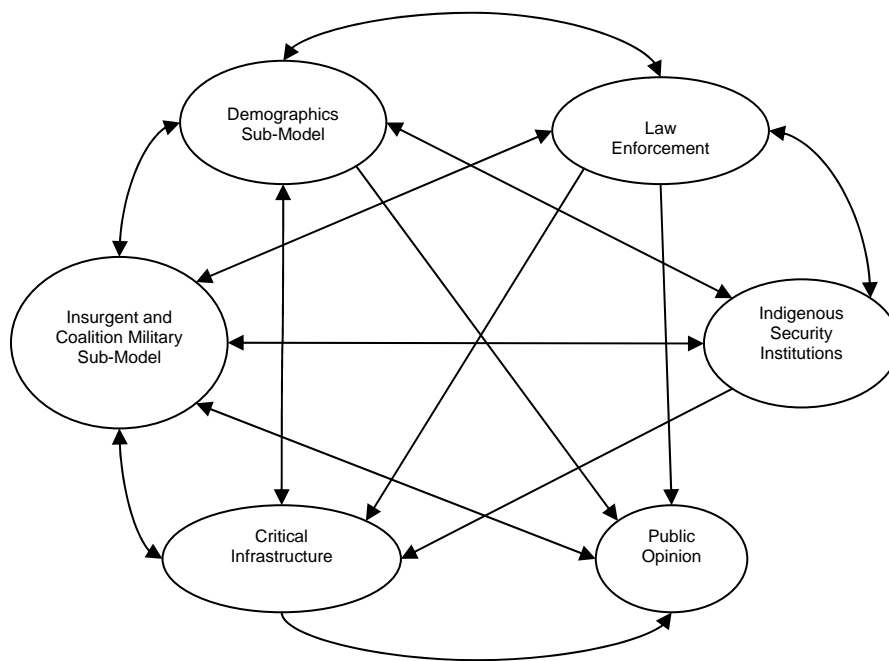 Demographics
Sub-Model
Law
Enforcement
Insurgent and
Coalition Military
Sub-Model
Indigenous
Security
Institutions
Critical
Infrastructure
Public
Opinion